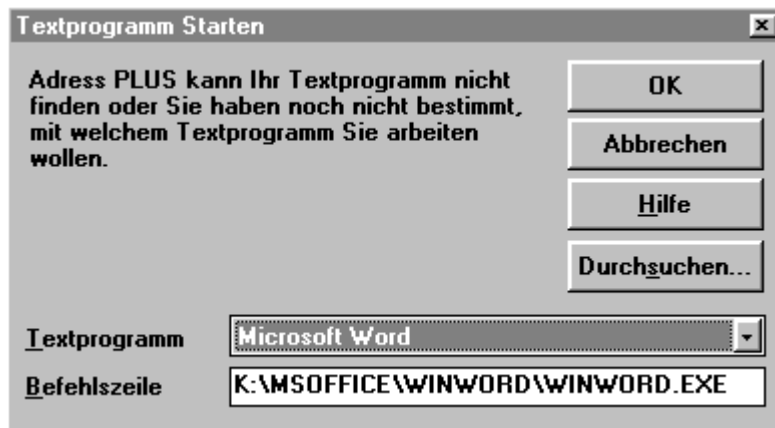 Textprogramm Starten
Adress PLUS kann Ihr Textprogramm nicht
finden oder Sie haben noch nicht bestimmt,
mit welchem Textprogramm Sie arbeiten
wollen.
OK
Abbrechen
Hilfe
Durchsuchen...
Textprogramm Microsoft Word
Befehlszeile K:\MSOFFICE\WINWORD\WINWORD.EXE